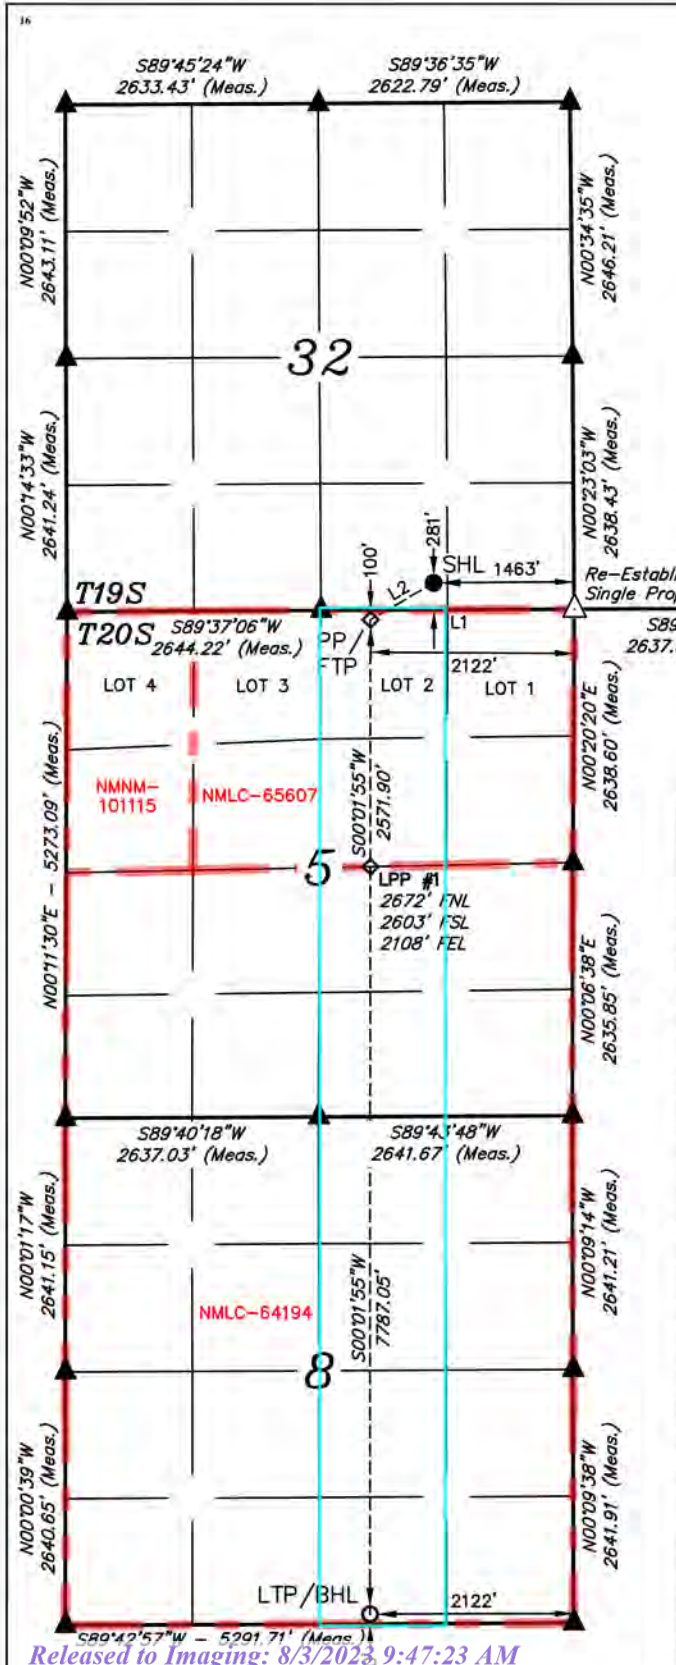 16
S89°45'24"W
2633.43' (Meas.)
S89°36'35"W
2622.79' (Meas.)
N00°09'52"W
2643.11' (Meas.)
N00°34'35"W
2646.21' (Meas.)
32
N00°14'33"W
2641.24' (Meas.)
N00°23'03"W
2638.43' (Meas.)
100'
281'
L2
SHL 1463'
T19S
T20S
S89°37'06"W
2644.22' (Meas.)
PP/
FTP
L1
2122'
Single
S89
2637.
LOT 4
LOT 3
LOT 2
LOT 1
N00°20'20"E
2638.60' (Meas.)
NMNM-
101115
NMLC-65607
S00°01'55"W
2571.90'
N00°11'30"E - 5273.09' (Meas.)
5
LPP #1
2672' FNL
2603' FSL
2108' FEL
N00°06'38"E
2635.85' (Meas.)
S89°40'18"W
2637.03' (Meas.)
S89°43'48"W
2641.67' (Meas.)
N00°01'17"W
2641.15' (Meas.)
N00°09'14"W
2641.21' (Meas.)
NMLC-64194
S00°01'55"W
7787.05'
8
N00°00'39"W
2640.65' (Meas.)
N00°09'38"W
2641.91' (Meas.)
LTP/BHL
2122'
S89°42'57"W - 5291.71' (Meas.)
Released to Imaging: 8/3/2023 9:47:23 AM